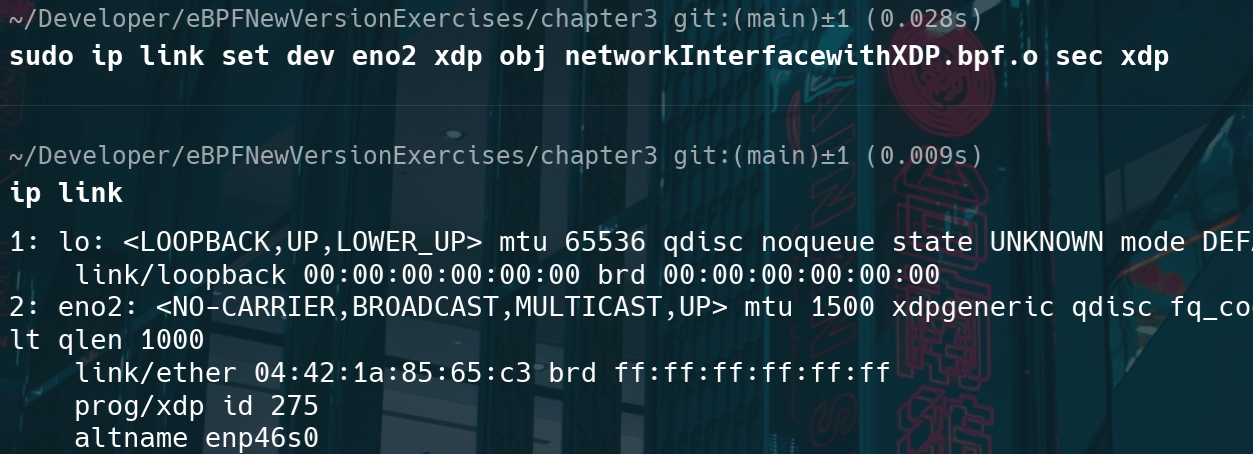 ~/Developer/eBPFNewVersionExercises/chapter3 git:(main)±1 (0.028s)
sudo ip link set dev eno2 xdp obj networkInterfacewithXDP.bpf.o sec xdp
~/Developer/eBPFNewVersionExercises/chapter3 git:(main)±1 (0.009s)
ip link
1: lo: <LOOPBACK,UP,LOWER_UP> mtu 65536 qdisc noqueue state UNKNOWN mode DEF
link/loopback 00:00:00:00:00:00 brd 00:00:00:00:00:00
2: eno2: <NO-CARRIER,BROADCAST,MULTICAST,UP> mtu 1500 xdpgeneric qdisc fq_co
lt qlen 1000
link/ether 04:42:1a:85:65:c3 brd ff:ff:ff:ff:ff:ff
prog/xdp id 275
altname enp46s0